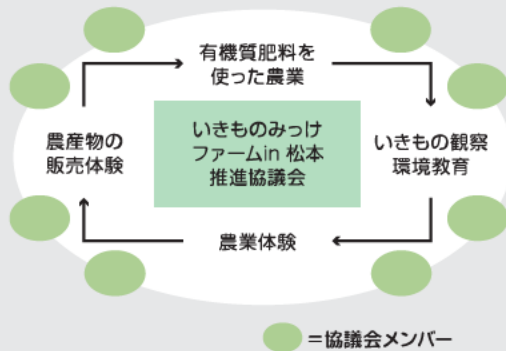 有機質肥料を
使った農業
農産物の
販売体験
いきものみっけ
ファームin 松本
推進協議会
いきもの観察
環境教育
農業体験
=協議会メンバー